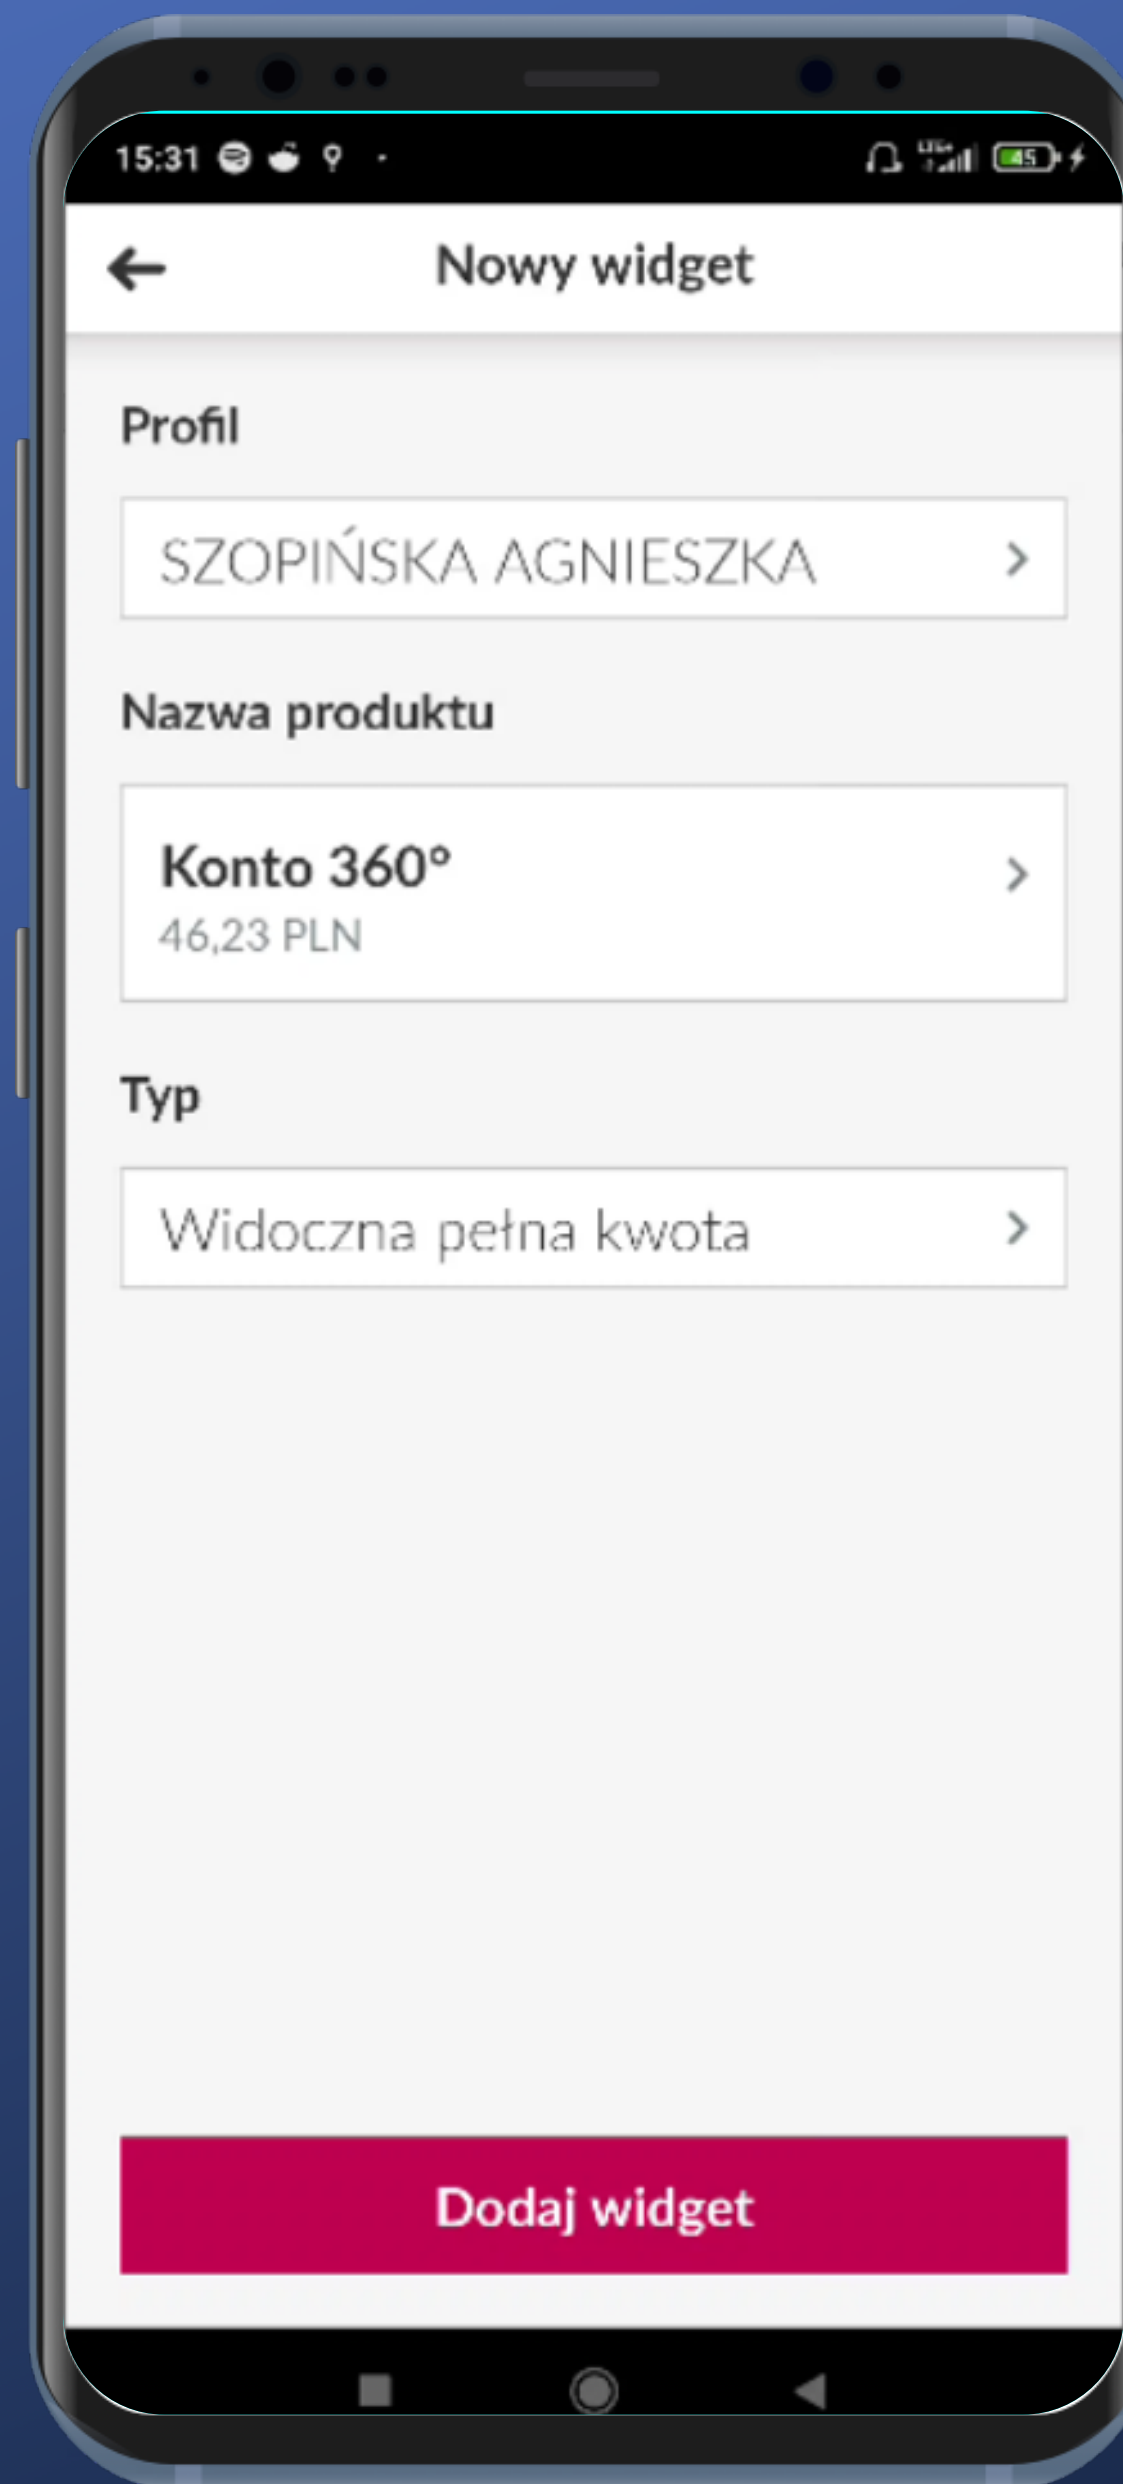 15:31
45
Nowy widget
Profil
SZOPIŃSKA AGNIESZKA
Nazwa produktu
Konto 360°
46,23 PLN
Typ
Widoczna pełna kwota
Dodaj widget